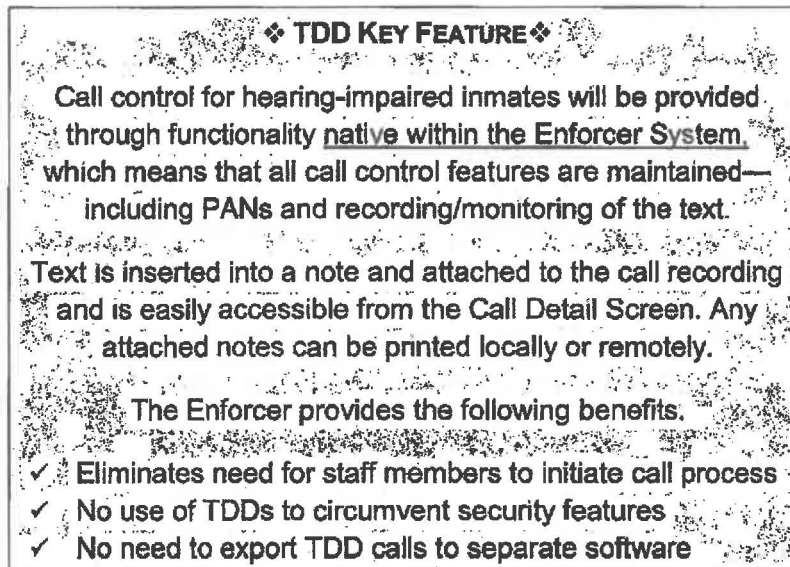 ❖ TDD KEY FEATURE❖
Call control for hearing-impaired inmates will be provided
through functionality native within the Enforcer System,
which means that all call control features are maintained—
including PANs and recording/monitoring of the text.
Text is inserted into a note and attached to the call recording
and is easily accessible from the Call Detail Screen. Any
attached notes can be printed locally or remotely.
The Enforcer provides the following benefits.
✓ Eliminates need for staff members to initiate call process
✓ No use of TDDs to circumvent security features
✓ No need to export TDD calls to separate software